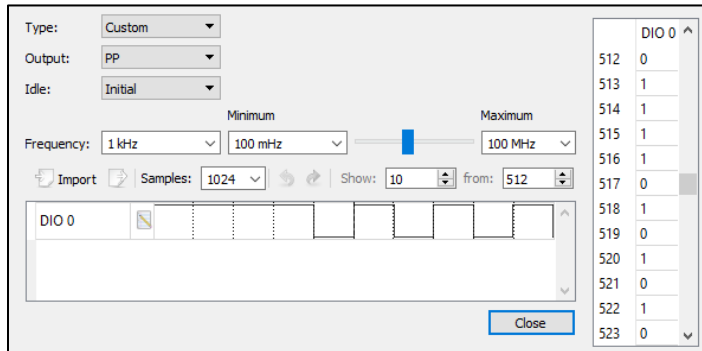 Type: Custom
Output: PP
Idle: Initial
Minimum Maximum
Frequency: 1 kHz 100 mHz 100 MHz
Import Samples: 1024 Show: 10 from: 512
DIO 0
Close
DIO 0
512 0
513 1
514 1
515 1
516 1
517 0
518 1
519 0
520 1
521 0
522 1
523 0